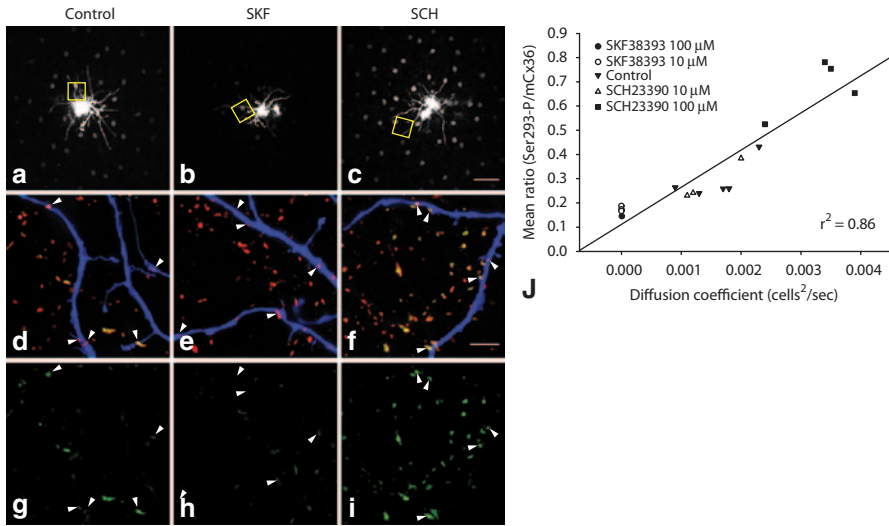 Control SKF SCH
a b c
d e f
g h i
J
Mean ratio (Ser293-P/mCx36)
0.9
0.8
0.7
0.6
0.5
0.4
0.3
0.2
0.1
0.0
SKF38393 100 μM
SKF38393 10 μM
Control
SCH23390 10 μM
SCH23390 100 μM
r² = 0.86
0.000 0.001 0.002 0.003 0.004
Diffusion coefficient (cells²/sec)